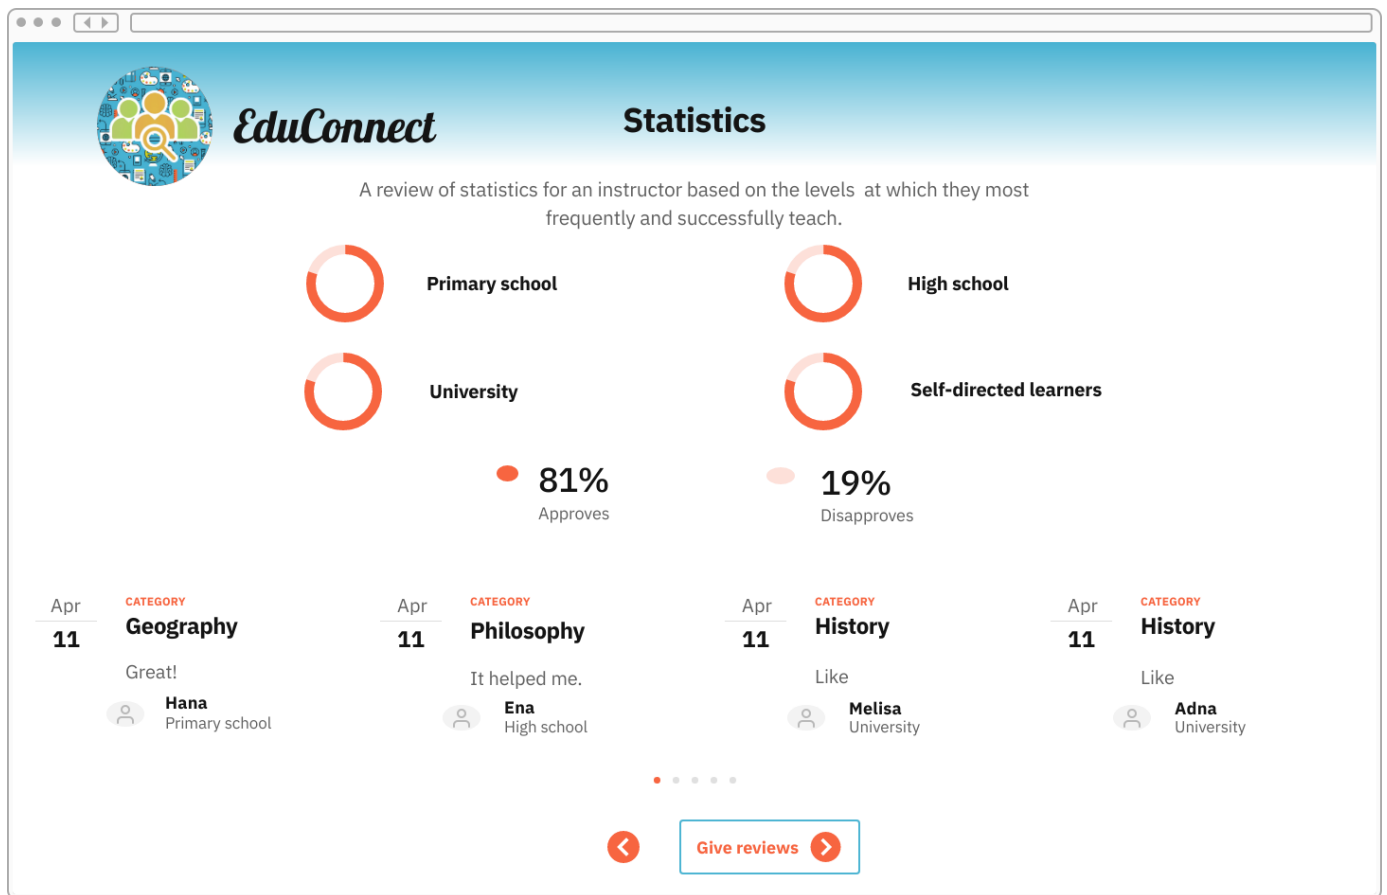 EduConnect
Statistics
A review of statistics for an instructor based on the levels at which they most
frequently and successfully teach.
Primary school
High school
University
Self-directed learners
81%
Approves
19%
Disapproves
Apr
11
CATEGORY
Geography
Great!
Hana
Primary school
Apr
11
CATEGORY
Philosophy
It helped me.
Ena
High school
Apr
11
CATEGORY
History
Like
Melisa
University
Apr
11
CATEGORY
History
Like
Adna
University
Give reviews